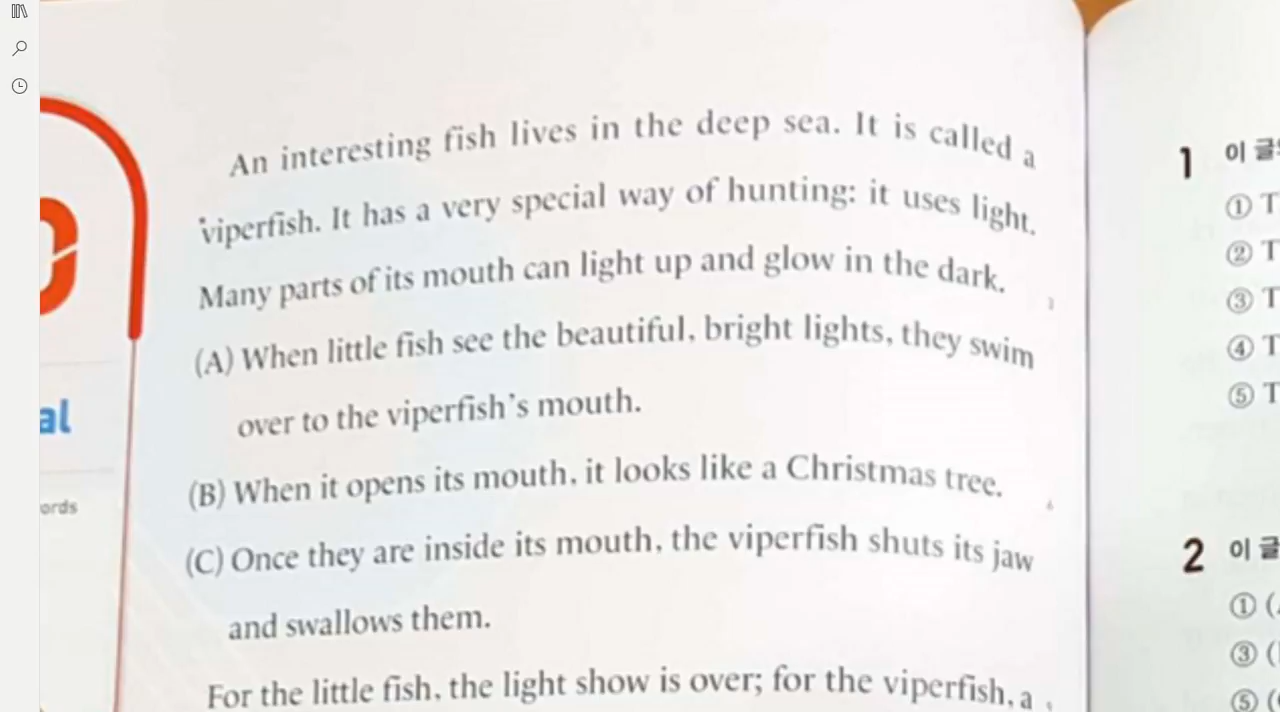 An interesting fish lives in the deep sea. It is called a
viperfish. It has a very special way of hunting: it uses light.
Many parts of its mouth can light up and glow in the dark.
(A) When little fish see the beautiful, bright lights, they swim
over to the viperfish's mouth.
(B) When it opens its mouth, it looks like a Christmas tree.
(C) Once they are inside its mouth, the viperfish shuts its jaw
and swallows them.
For the little fish, the light show is over; for the viperfish, a
al
ords
1 이 글
① T
② T
③ T
④ T
⑤ T
2 이 글
① (
③ (
⑤ (